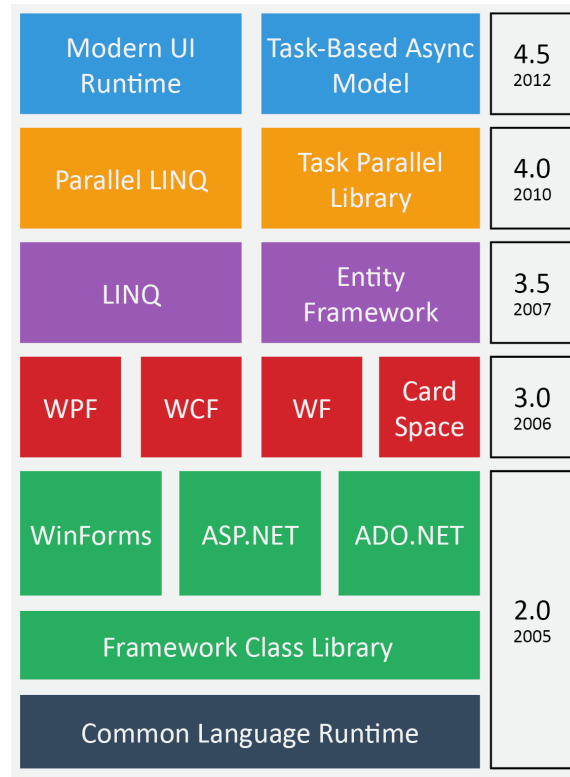 Modern UI
Runtime
Task-Based Async
Model
4.5
2012
Parallel LINQ
Task Parallel
Library
4.0
2010
LINQ
Entity
Framework
3.5
2007
WPF
WCF
WF
Card
Space
3.0
2006
WinForms
ASP.NET
ADO.NET
2.0
2005
Framework Class Library
Common Language Runtime